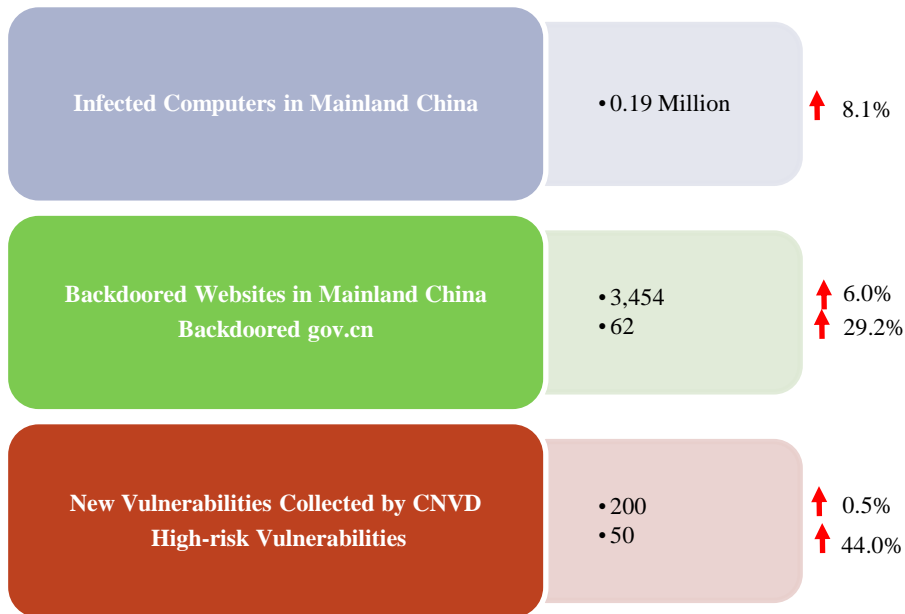 Infected Computers in Mainland China
• 0.19 Million
8.1%
Backdoored Websites in Mainland China
Backdoored gov.cn
• 3,454
• 62
6.0%
29.2%
New Vulnerabilities Collected by CNVD
High-risk Vulnerabilities
• 200
• 50
0.5%
44.0%